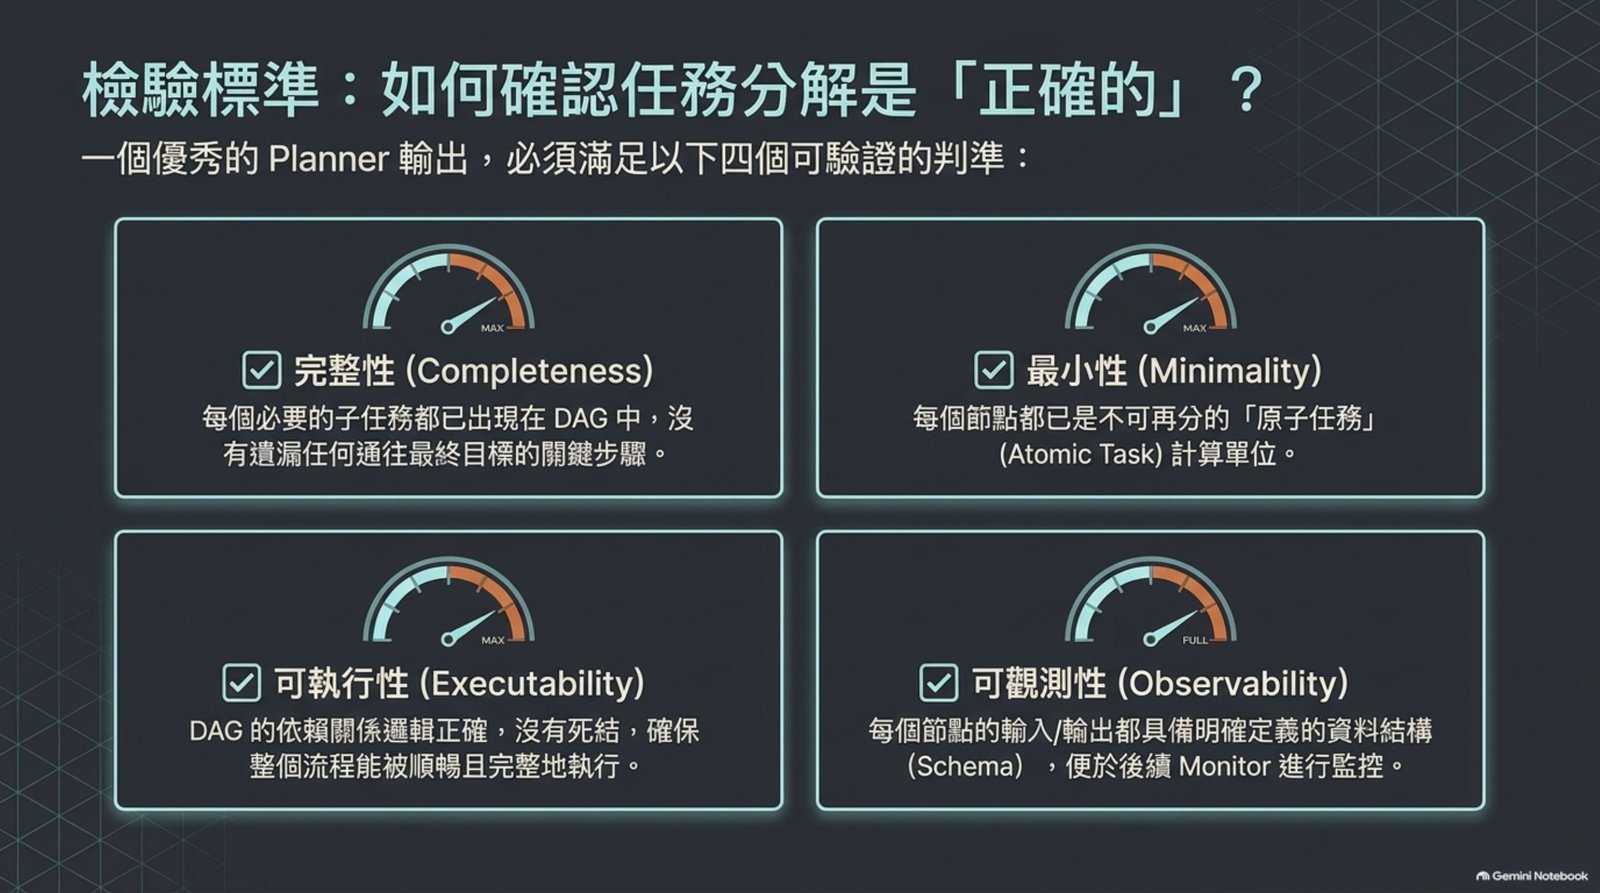 檢驗標準：如何確認任務分解是「正確的」？
一個優秀的 Planner 輸出，必須滿足以下四個可驗證的判準：
MAX
完整性 (Completeness)
每個必要的子任務都已出現在 DAG 中，沒
有遺漏任何通往最終目標的關鍵步驟。
MAX
最小性 (Minimality)
每個節點都已是不可再分的「原子任務」
(Atomic Task) 計算單位。
MAX
可執行性 (Executability)
DAG 的依賴關係邏輯正確，沒有死結，確保
整個流程能被順暢且完整地執行。
FULL
可觀測性 (Observability)
每個節點的輸入/輸出都具備明確定義的資料結構
（Schema），便於後續 Monitor 進行監控。
Gemini Notebook